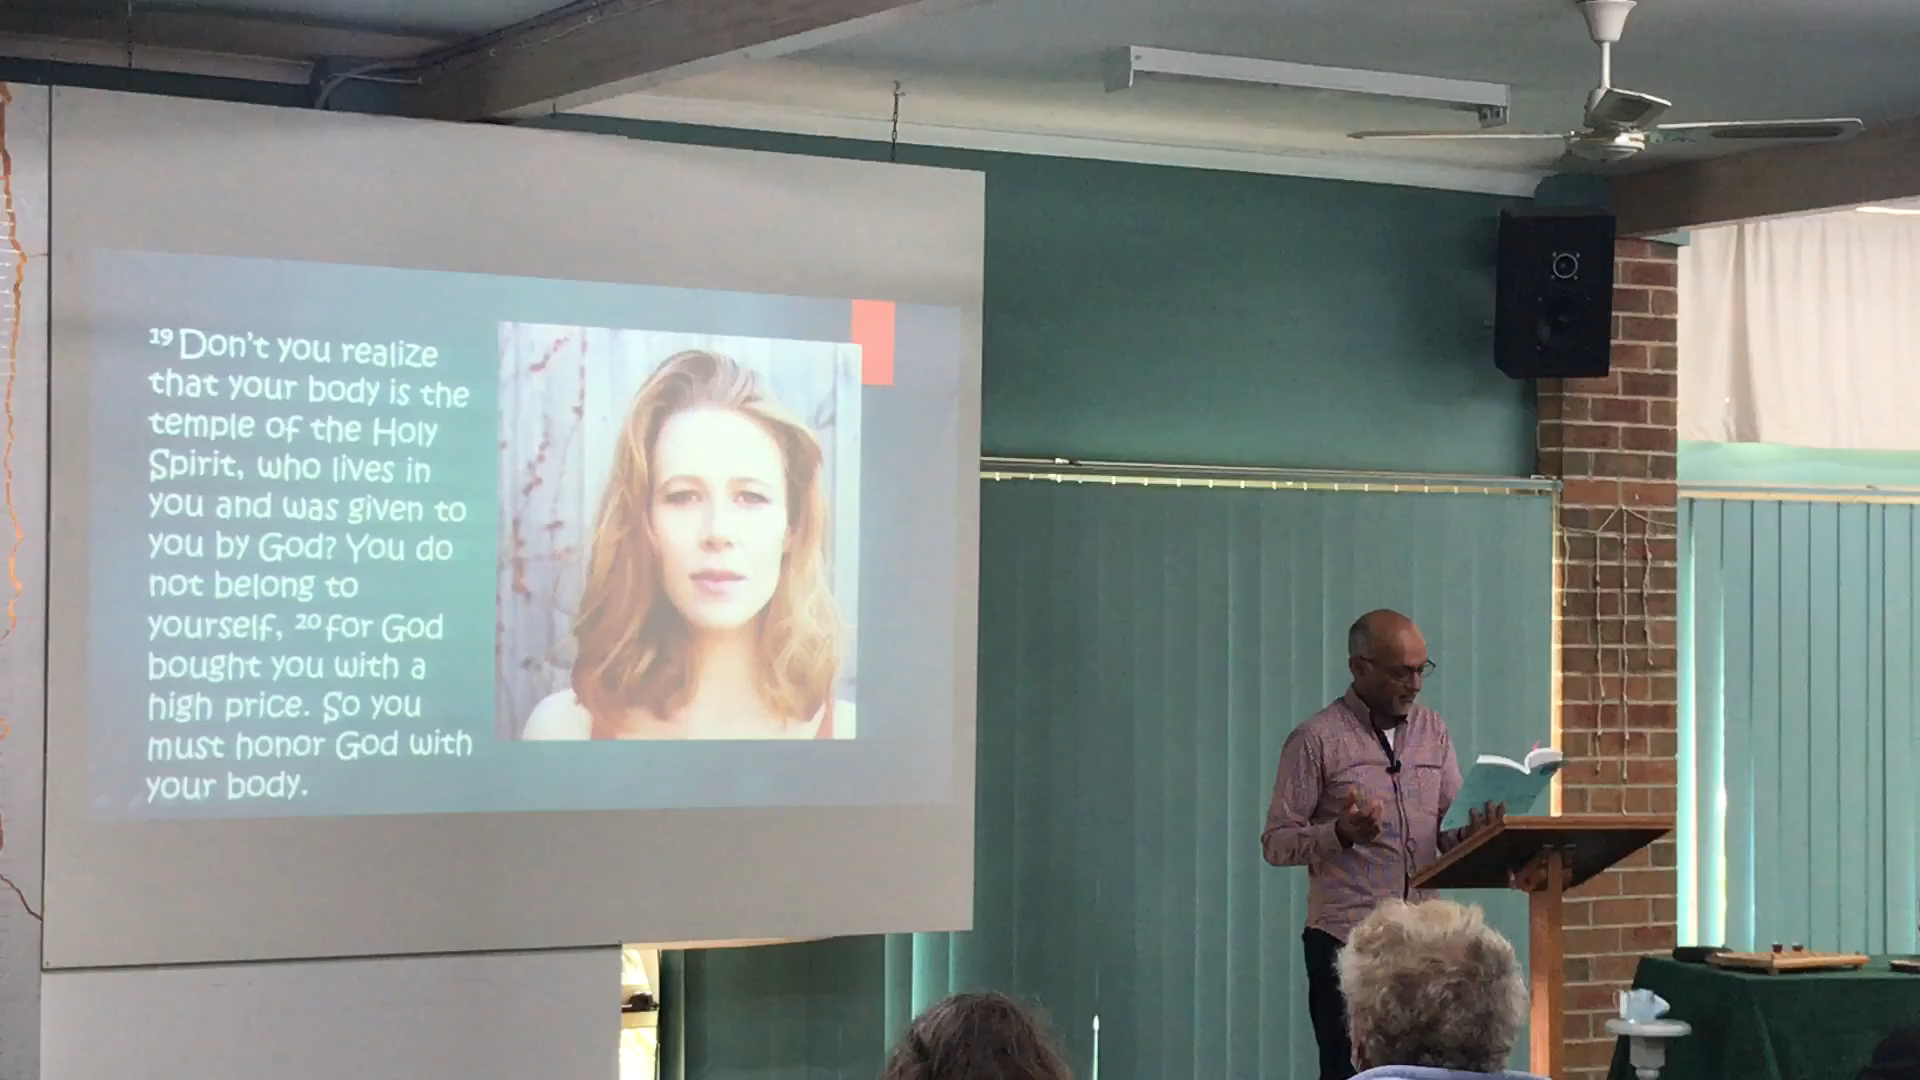 ¹⁹ Don't you realize
that your body is the
temple of the Holy
Spirit, who lives in
you and was given to
you by God? You do
not belong to
yourself, ²⁰ for God
bought you with a
high price. So you
must honor God with
your body.